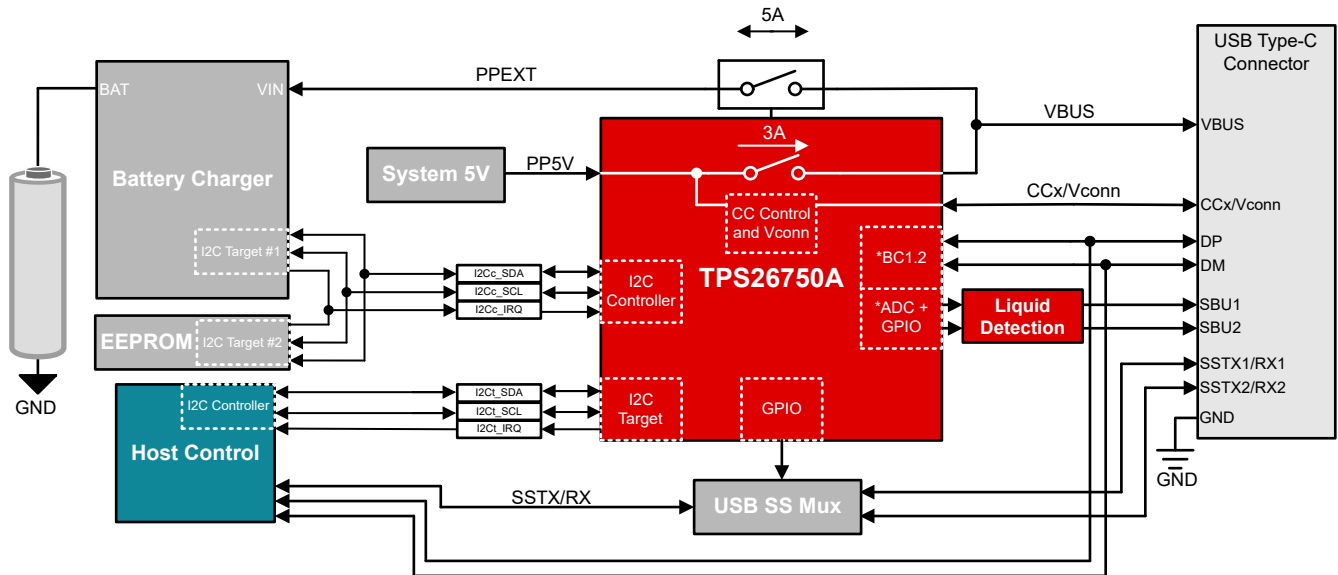 5A
USB Type-C
Connector
BAT
VIN
PPEXT
VBUS
VBUS
3A
Battery Charger
System 5V
PP5V
CCx/Vconn
CCx/Vconn
CC Control
and Vconn
I2C Target #1
*BC1.2
DP
DM
I2Cc_SDA
I2Cc_SCL
I2Cc_IRQ
I2C
Controller
TPS26750A
*ADC +
GPIO
Liquid
Detection
SBU1
SBU2
EEPROM
I2C Target #2
SSTX1/RX1
SSTX2/RX2
GND
I2C Controller
I2Ct_SDA
I2Ct_SCL
I2Ct_IRQ
I2C
Target
GPIO
GND
Host Control
GND
SSTX/RX
USB SS Mux